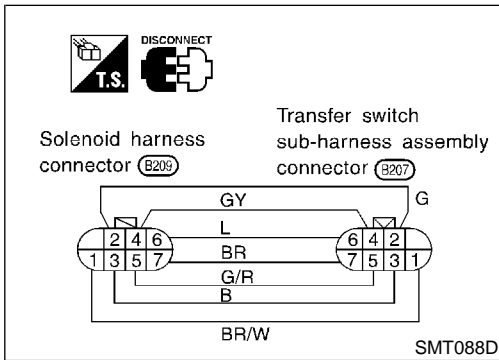 DISCONNECT
T.S.
Solenoid harness
connector B209
Transfer switch
sub-harness assembly
connector B207
G
GY
L
2 4 6
6 4 2
BR
1 3 5 7
7 5 3 1
G/R
B
BR/W
SMT088D